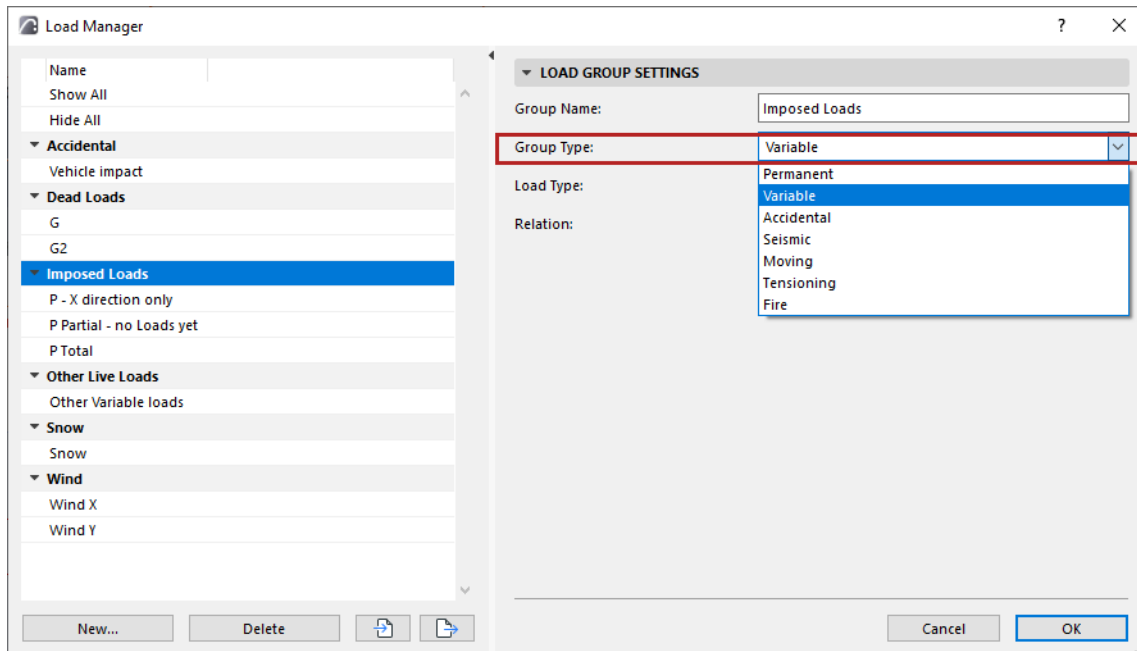 Load Manager
?
Name
Show All
Hide All
Accidental
Vehicle impact
Dead Loads
G
G2
Imposed Loads
P - X direction only
P Partial - no Loads yet
P Total
Other Live Loads
Other Variable loads
Snow
Snow
Wind
Wind X
Wind Y
New...
Delete
LOAD GROUP SETTINGS
Group Name: Imposed Loads
Group Type: Variable
Load Type:
Relation:
Permanent
Variable
Accidental
Seismic
Moving
Tensioning
Fire
Cancel
OK